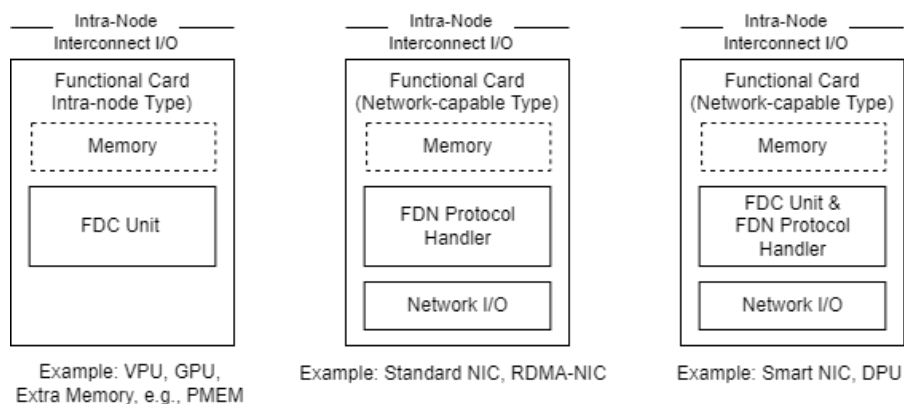 Intra-Node
Interconnect I/O
Functional Card
Intra-node Type)
Memory
FDC Unit
Example: VPU, GPU,
Extra Memory, e.g., PMEM
Intra-Node
Interconnect I/O
Functional Card
(Network-capable Type)
Memory
FDN Protocol
Handler
Network I/O
Example: Standard NIC, RDMA-NIC
Intra-Node
Interconnect I/O
Functional Card
(Network-capable Type)
Memory
FDC Unit &
FDN Protocol
Handler
Network I/O
Example: Smart NIC, DPU